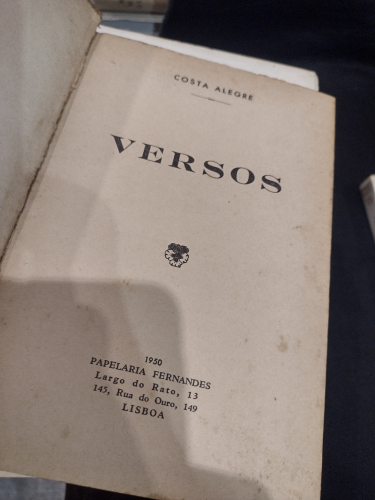 COSTA ALEGRE
VERSOS
1950
PAPELARIA FERNANDES
Largo do Rato, 13
145, Rua do Ouro, 149
LISBOA